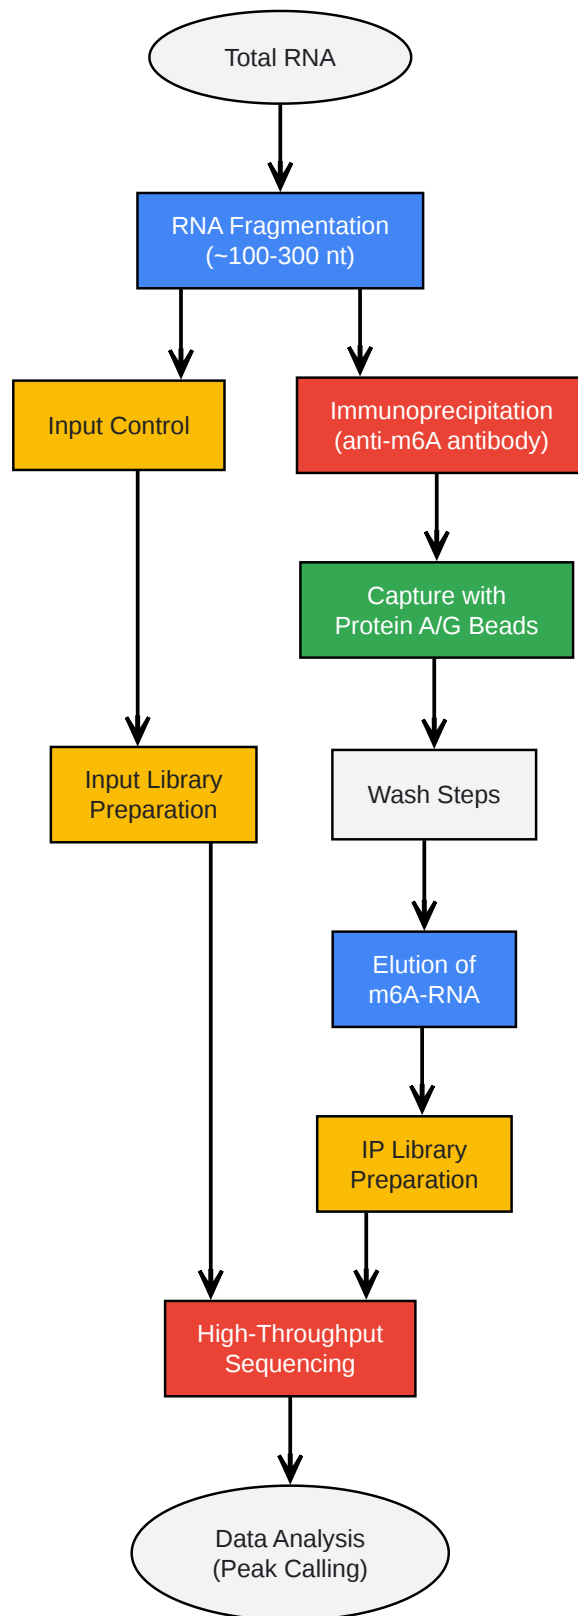 Total RNA
RNA Fragmentation
(~100-300 nt)
Input Control
Immunoprecipitation
(anti-m6A antibody)
Capture with
Protein A/G Beads
Input Library
Preparation
Wash Steps
Elution of
m6A-RNA
IP Library
Preparation
High-Throughput
Sequencing
Data Analysis
(Peak Calling)